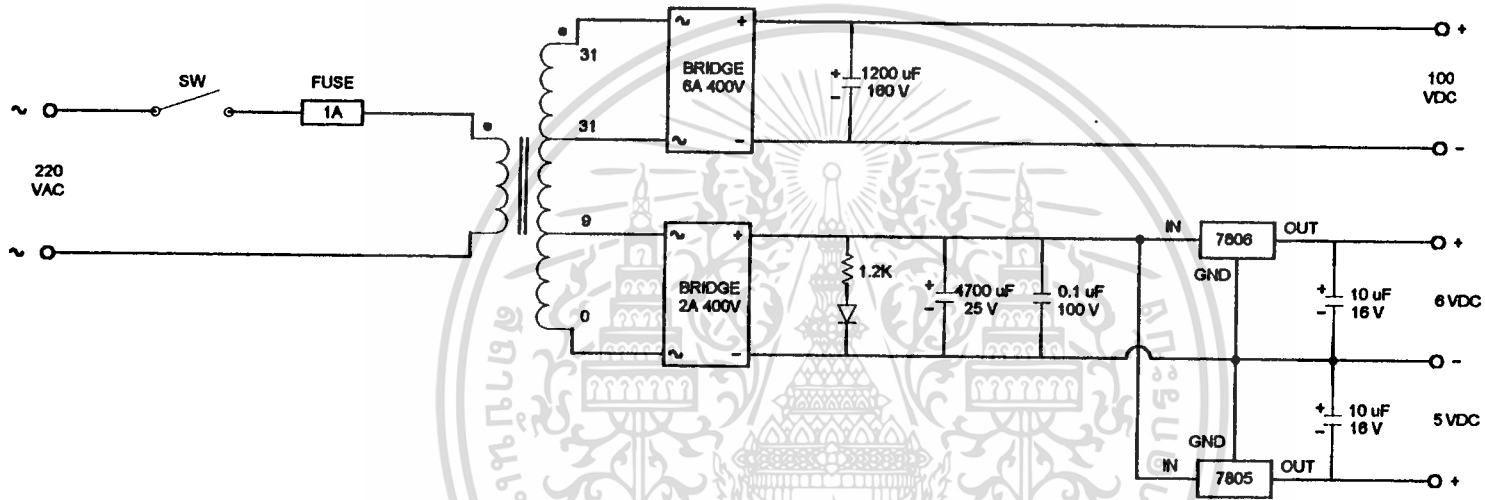 SW
FUSE
1A
220
VAC
31
31
9
0
BRIDGE
6A 400V
+
-
+
-
1200 uF
160 V
+
100
VDC
-
BRIDGE
2A 400V
+
-
1.2K
+
-
4700 uF
25 V
0.1 uF
100 V
IN
7806
OUT
GND
+
-
10 uF
16 V
+
6 VDC
-
+
-
10 uF
16 V
5 VDC
GND
IN
7805
OUT
+